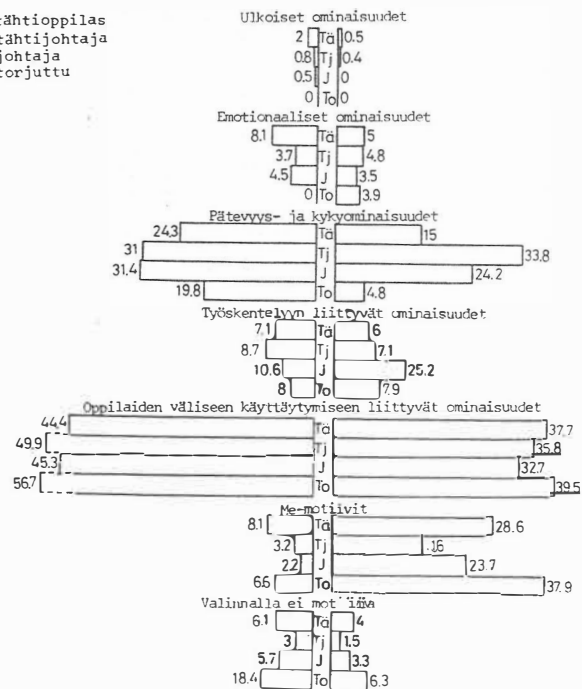 tähtioppilas
tähtijohtaja
johtaja
torjuttu
Ulkoiset ominaisuudet
2 Tä 0.5
0.8 Tj 0.4
0.5 J 0
0 To 0
Emotionaaliset ominaisuudet
8.1 Tä 5
3.7 Tj 4.8
4.5 J 3.5
0 To 3.9
Pätevyys- ja kykyominaisuudet
24.3 Tä 15
31 Tj 33.8
31.4 J 24.2
19.8 To 4.8
Työskentelyyn liittyvät ominaisuudet
7.1 Tä 6
8.7 Tj 7.1
10.6 J 25.2
8 To 7.9
Oppilaiden väliseen käyttäytymiseen liittyvät ominaisuudet
44.4 Tä 37.7
49.9 Tj 35.8
45.3 J 32.7
56.7 To 39.5
Me-motiivit
8.1 Tä 28.6
3.2 Tj 16
2.2 J 23.7
6.6 To 37.9
Valinnalla ei motiivia
6.1 Tä 4
3 Tj 1.5
5.7 J 3.3
18.4 To 6.3